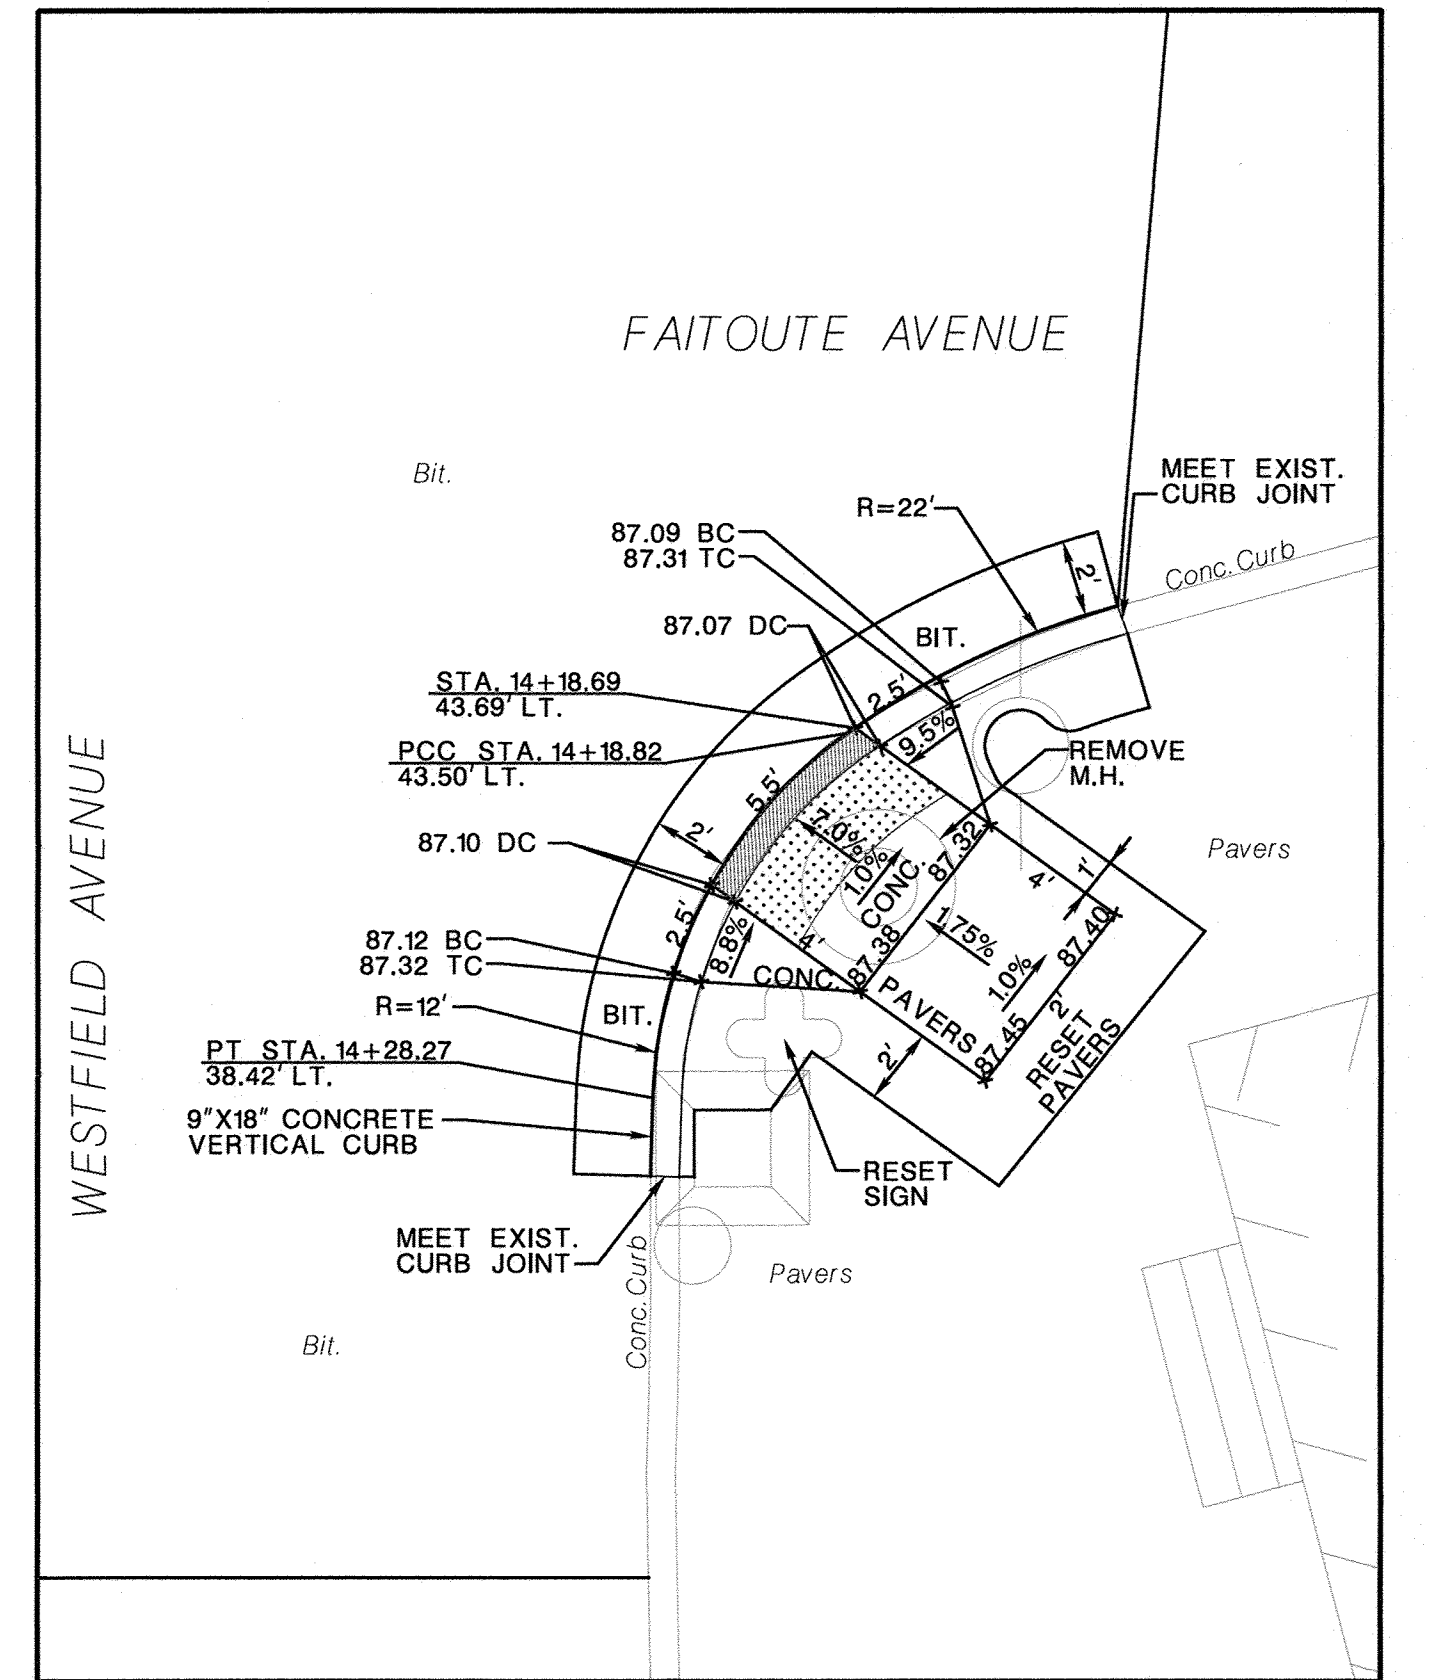 FAITOUTE AVENUE
Bit.
MEET EXIST.
CURB JOINT
R=22'
87.09 BC
87.31 TC
Conc. Curb
2'
87.07 DC
BIT.
STA. 14+18.69
43.69' LT.
2.5'
9.5%
PCC STA. 14+18.82
43.50' LT.
REMOVE
M.H.
5.5'
7.0%
2'
87.10 DC
1.0%
CONC.
87.32
Pavers
4'
1'
WESTFIELD AVENUE
2.5'
87.12 BC
87.32 TC
8.8%
4'
CONC.
87.38
1.75%
87.40
1.0%
R=12'
BIT.
PAVERS
2'
87.45
2'
RESET
PAVERS
PT STA. 14+28.27
38.42' LT.
9"X18" CONCRETE
VERTICAL CURB
RESET
SIGN
MEET EXIST.
CURB JOINT
Conc. Curb
Pavers
Bit.